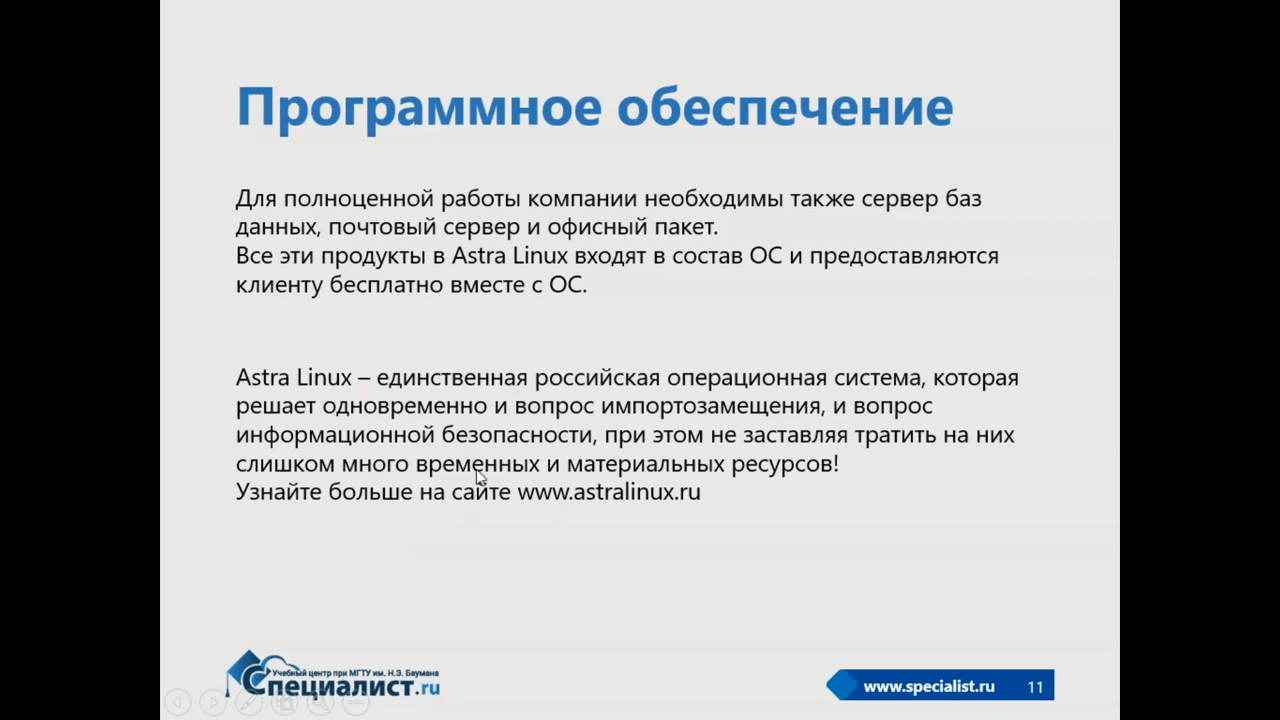 Программное обеспечение
Для полноценной работы компании необходимы также сервер баз
данных, почтовый сервер и офисный пакет.
Все эти продукты в Astra Linux входят в состав ОС и предоставляются
клиенту бесплатно вместе с ОС.
Astra Linux – единственная российская операционная система, которая
решает одновременно и вопрос импортозамещения, и вопрос
информационной безопасности, при этом не заставляя тратить на них
слишком много временных и материальных ресурсов!
Узнайте больше на сайте www.astralinux.ru
Учебный центр при МГТУ им. Н.Э. Баумана
Специалист.ru
www.specialist.ru 11